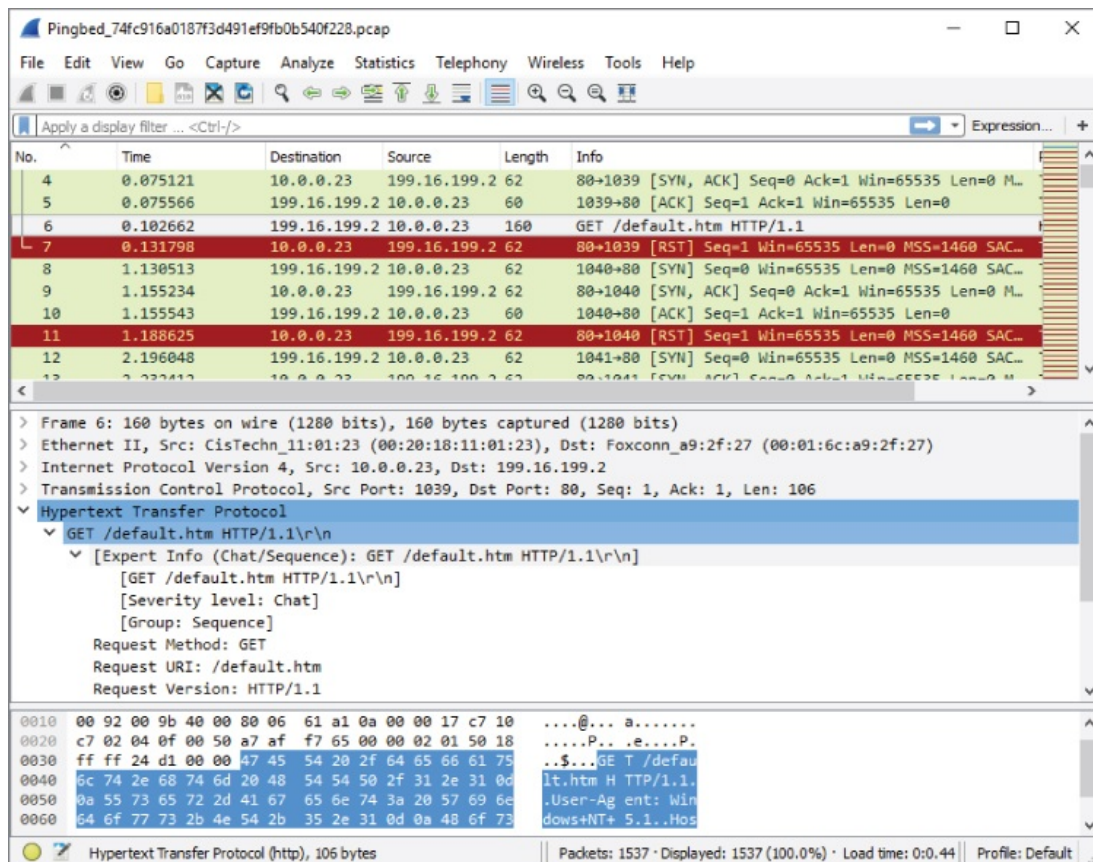 Pingbed_74fc916a0187f3d491ef9fb0b540f228.pcap
File Edit View Go Capture Analyze Statistics Telephony Wireless Tools Help
Apply a display filter ... <Ctrl-/> Expression... +
No. Time Destination Source Length Info
4 0.075121 10.0.0.23 199.16.199.2 62 80→1039 [SYN, ACK] Seq=0 Ack=1 Win=65535 Len=0 M…
5 0.075566 199.16.199.2 10.0.0.23 60 1039→80 [ACK] Seq=1 Ack=1 Win=65535 Len=0
6 0.102662 199.16.199.2 10.0.0.23 160 GET /default.htm HTTP/1.1
7 0.131798 10.0.0.23 199.16.199.2 62 80→1039 [RST] Seq=1 Win=65535 Len=0 MSS=1460 SAC…
8 1.130513 199.16.199.2 10.0.0.23 62 1040→80 [SYN] Seq=0 Win=65535 Len=0 MSS=1460 SAC…
9 1.155234 10.0.0.23 199.16.199.2 62 80→1040 [SYN, ACK] Seq=0 Ack=1 Win=65535 Len=0 M…
10 1.155543 199.16.199.2 10.0.0.23 60 1040→80 [ACK] Seq=1 Ack=1 Win=65535 Len=0
11 1.188625 10.0.0.23 199.16.199.2 62 80→1040 [RST] Seq=1 Win=65535 Len=0 MSS=1460 SAC…
12 2.196048 199.16.199.2 10.0.0.23 62 1041→80 [SYN] Seq=0 Win=65535 Len=0 MSS=1460 SAC…
13 2.232412 10.0.0.23 199.16.199.2 62 80→1041 [SYN, ACK] Seq=0 Ack=1 Win=65535 Len=0 M…
Frame 6: 160 bytes on wire (1280 bits), 160 bytes captured (1280 bits)
Ethernet II, Src: CisTechn_11:01:23 (00:20:18:11:01:23), Dst: Foxconn_a9:2f:27 (00:01:6c:a9:2f:27)
Internet Protocol Version 4, Src: 10.0.0.23, Dst: 199.16.199.2
Transmission Control Protocol, Src Port: 1039, Dst Port: 80, Seq: 1, Ack: 1, Len: 106
Hypertext Transfer Protocol
GET /default.htm HTTP/1.1\r\n
[Expert Info (Chat/Sequence): GET /default.htm HTTP/1.1\r\n]
[GET /default.htm HTTP/1.1\r\n]
[Severity level: Chat]
[Group: Sequence]
Request Method: GET
Request URI: /default.htm
Request Version: HTTP/1.1
0010 00 92 00 9b 40 00 80 06 61 a1 0a 00 00 17 c7 10 ....@... a.......
0020 c7 02 04 0f 00 50 a7 af f7 65 00 00 02 01 50 18 .....P.. .e....P.
0030 ff ff 24 d1 00 00 47 45 54 20 2f 64 65 66 61 75 ..$...GE T /defau
0040 6c 74 2e 68 74 6d 20 48 54 54 50 2f 31 2e 31 0d lt.htm H TTP/1.1.
0050 0a 55 73 65 72 2d 41 67 65 6e 74 3a 20 57 69 6e .User-Ag ent: Win
0060 64 6f 77 73 2b 4e 54 2b 35 2e 31 0d 0a 48 6f 73 dows+NT+ 5.1..Hos
Hypertext Transfer Protocol (http), 106 bytes Packets: 1537 · Displayed: 1537 (100.0%) · Load time: 0:0.44 Profile: Default